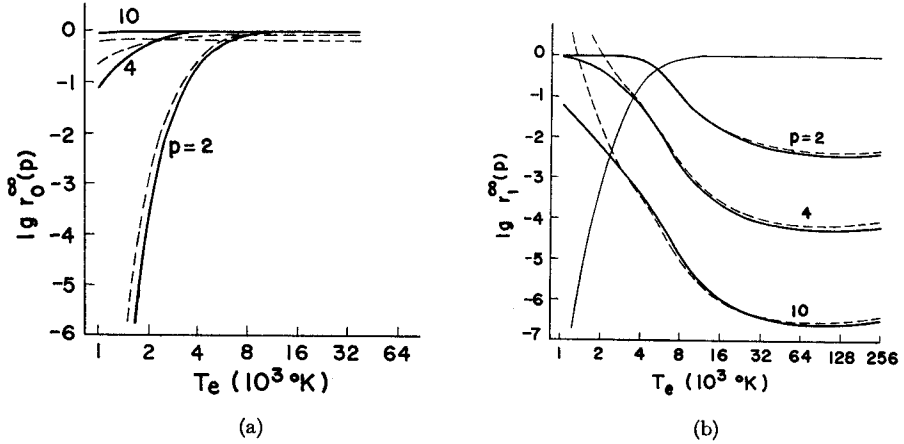 10
4
p=2
0
-1
-2
-3
-4
-5
-6
lg r₀^∞(p)
1 2 4 8 16 32 64
Tₑ (10³ °K)
(a)
0
-1
-2
-3
-4
-5
-6
-7
lg r₁^∞(p)
p=2
4
10
1 2 4 8 16 32 64 128 256
Tₑ (10³ °K)
(b)